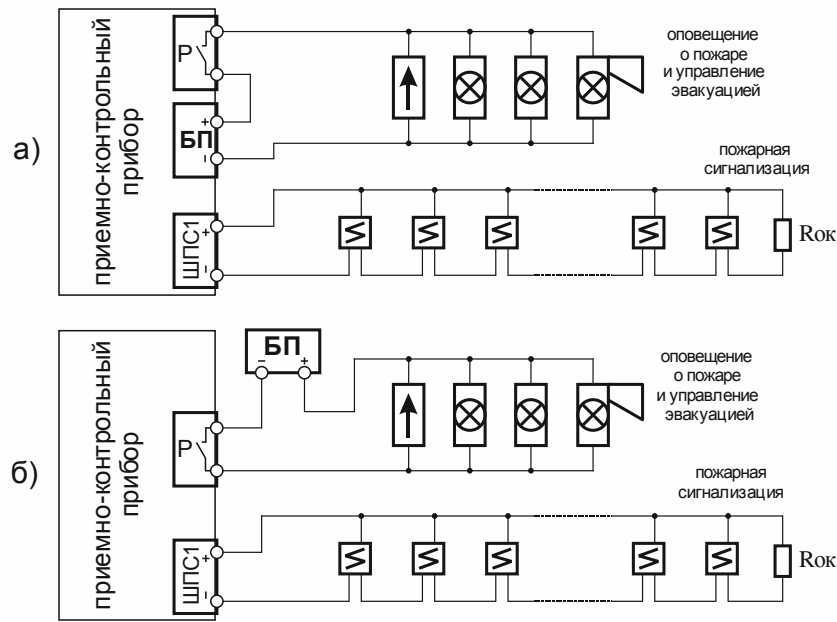 а)
приемно-контрольный
прибор
Р
+
БП
–
ШПС1
+
–
оповещение
о пожаре
и управление
эвакуацией
пожарная
сигнализация
Rок
б)
приемно-контрольный
прибор
БП
– +
Р
ШПС1
+
–
оповещение
о пожаре
и управление
эвакуацией
пожарная
сигнализация
Rок